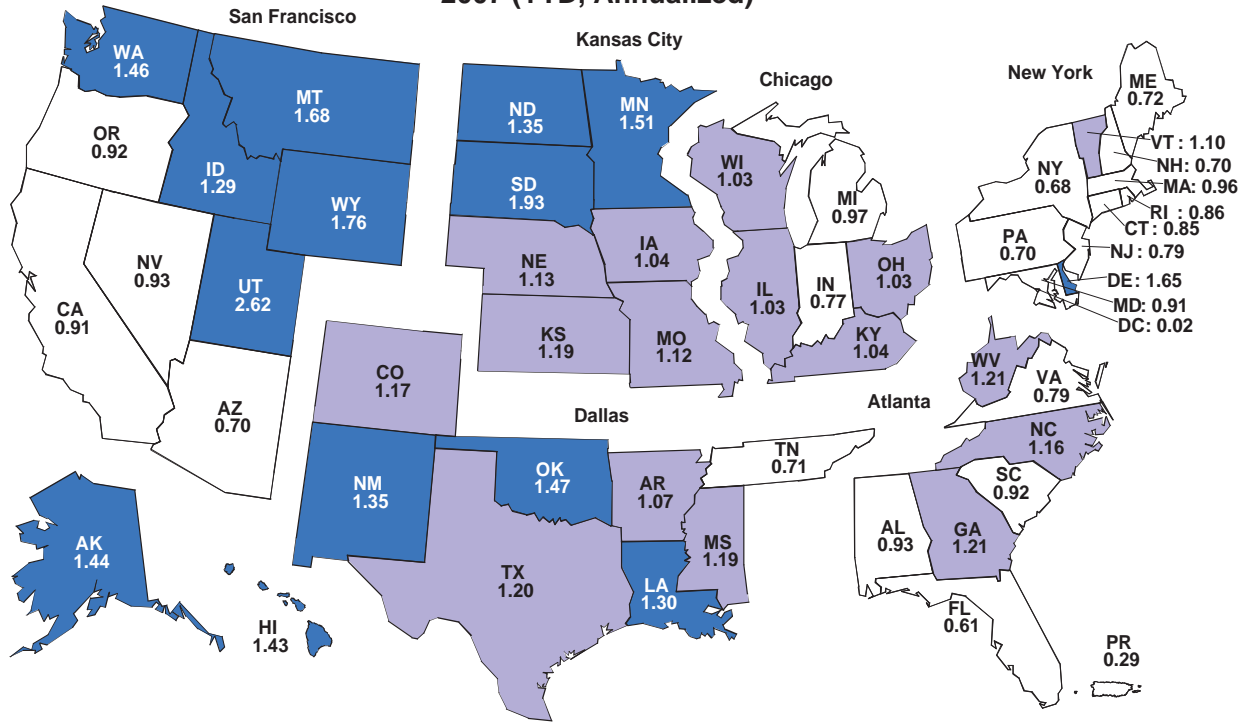 2007 (YTD, Annualized)
San Francisco
Kansas City
Chicago
New York
WA
1.46
MT
1.68
OR
0.92
ID
1.29
WY
1.76
NV
0.93
UT
2.62
CA
0.91
AZ
0.70
AK
1.44
HI
1.43
ND
1.35
MN
1.51
SD
1.93
NE
1.13
IA
1.04
KS
1.19
MO
1.12
CO
1.17
WI
1.03
MI
0.97
IL
1.03
IN
0.77
OH
1.03
KY
1.04
ME
0.72
VT : 1.10
NH: 0.70
MA: 0.96
RI : 0.86
CT: 0.85
NJ: 0.79
DE: 1.65
MD: 0.91
DC: 0.02
NY
0.68
PA
0.70
Dallas
Atlanta
NM
1.35
OK
1.47
TX
1.20
AR
1.07
LA
1.30
MS
1.19
TN
0.71
WV
1.21
VA
0.79
NC
1.16
SC
0.92
AL
0.93
GA
1.21
FL
0.61
PR
0.29